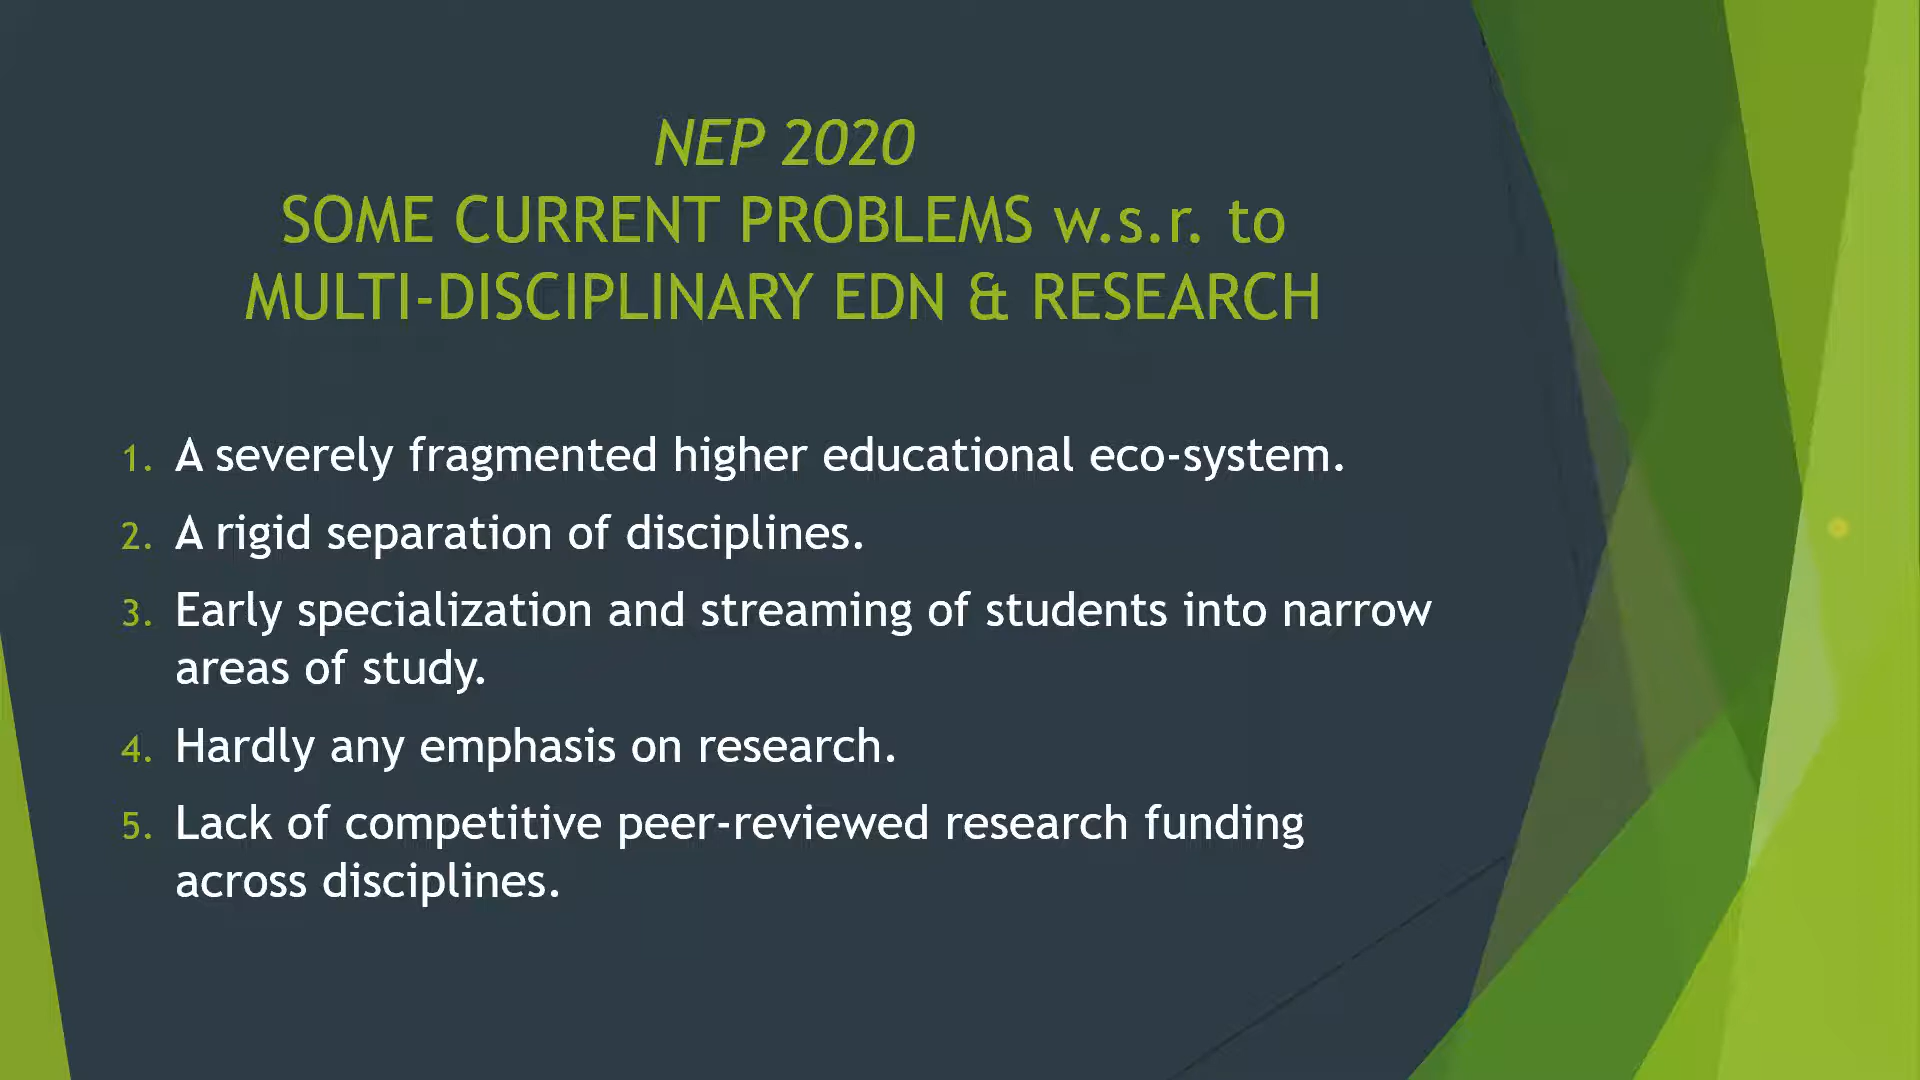 NEP 2020
SOME CURRENT PROBLEMS w.s.r. to
MULTI-DISCIPLINARY EDN & RESEARCH
1. A severely fragmented higher educational eco-system.
2. A rigid separation of disciplines.
3. Early specialization and streaming of students into narrow
areas of study.
4. Hardly any emphasis on research.
5. Lack of competitive peer-reviewed research funding
across disciplines.